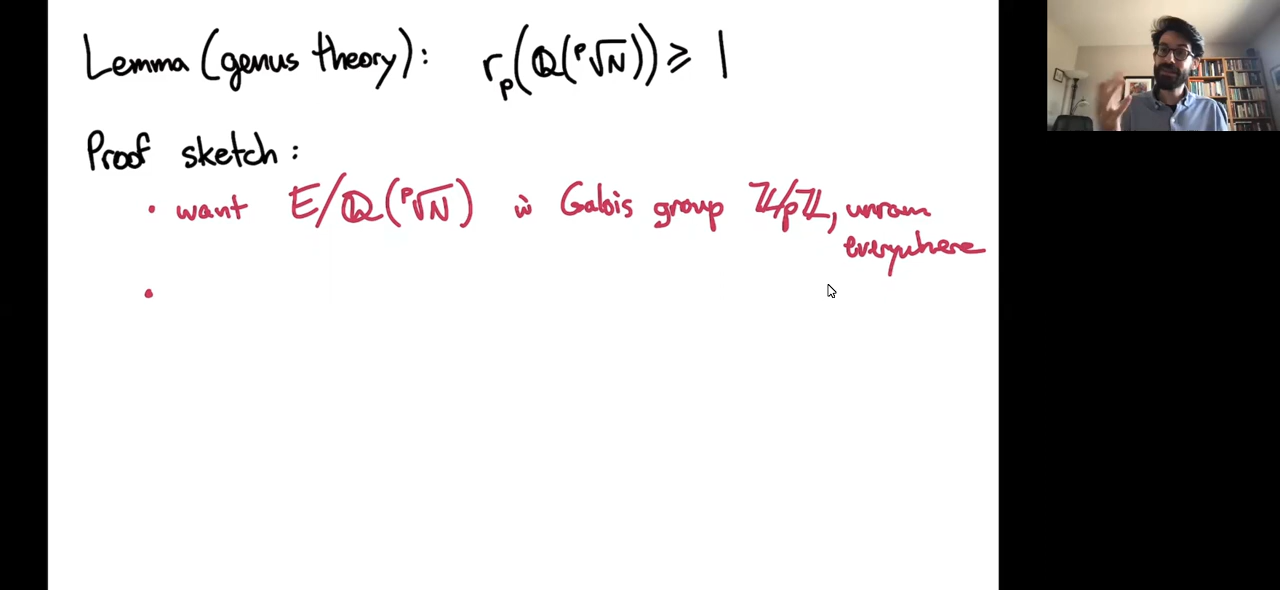 Lemma (genus theory): r_p(ℚ(ᵖ√N)) ⩾ 1
Proof sketch:
• want E/ℚ(ᵖ√N) w Galois group ℤ/pℤ, unram
everywhere
•